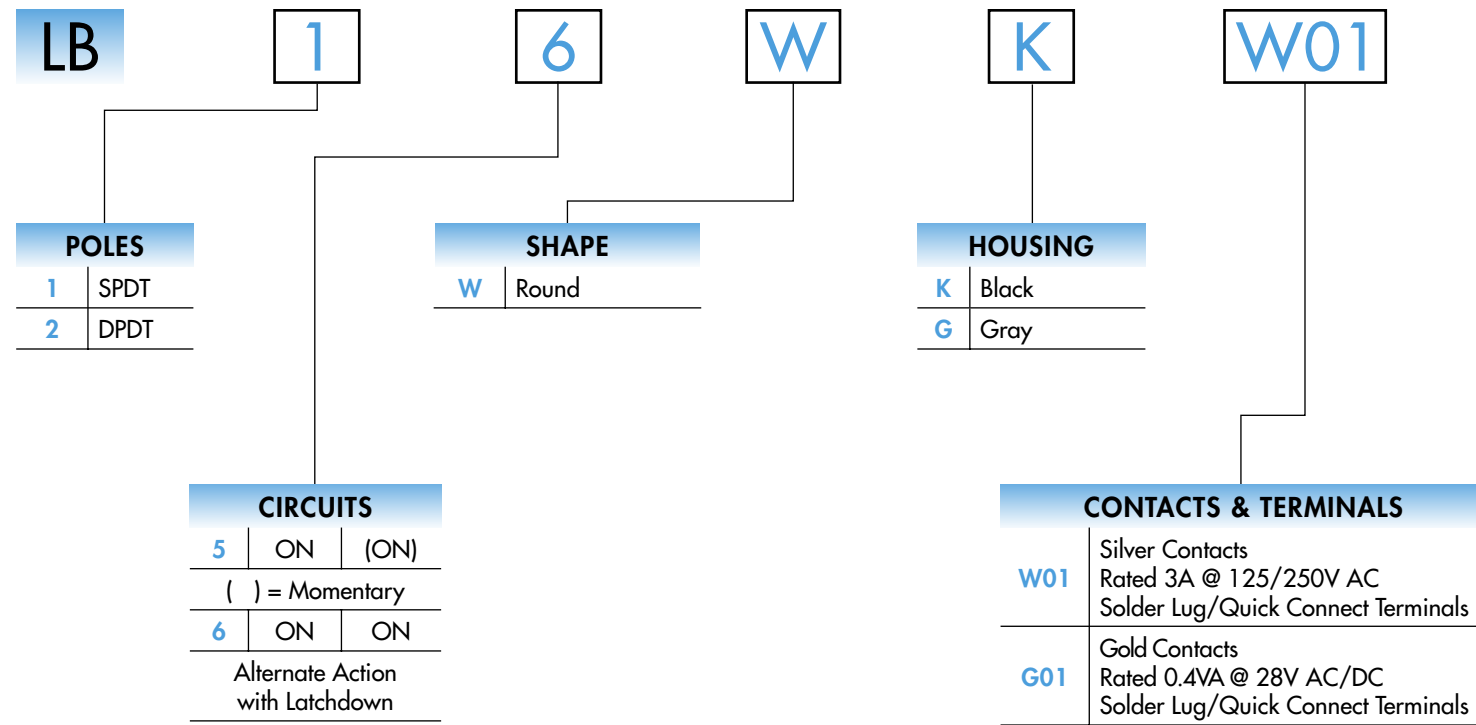 LB 1 6 W K W01
POLES
1 SPDT
2 DPDT
SHAPE
W Round
HOUSING
K Black
G Gray
CIRCUITS
5 ON (ON)
( ) = Momentary
6 ON ON
Alternate Action
with Latchdown
CONTACTS & TERMINALS
W01 Silver Contacts
Rated 3A @ 125/250V AC
Solder Lug/Quick Connect Terminals
G01 Gold Contacts
Rated 0.4VA @ 28V AC/DC
Solder Lug/Quick Connect Terminals